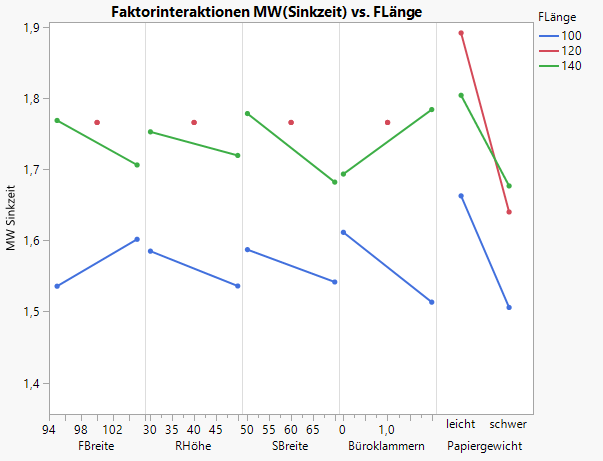 Faktorinteraktionen MW(Sinkzeit) vs. FLänge
FLänge
100
120
140
1,9
1,8
1,7
1,6
1,5
1,4
MW Sinkzeit
94 98 102 30 35 40 45 50 55 60 65 0 1,0 leicht schwer
FBreite RHöhe SBreite Büroklammern Papiergewicht